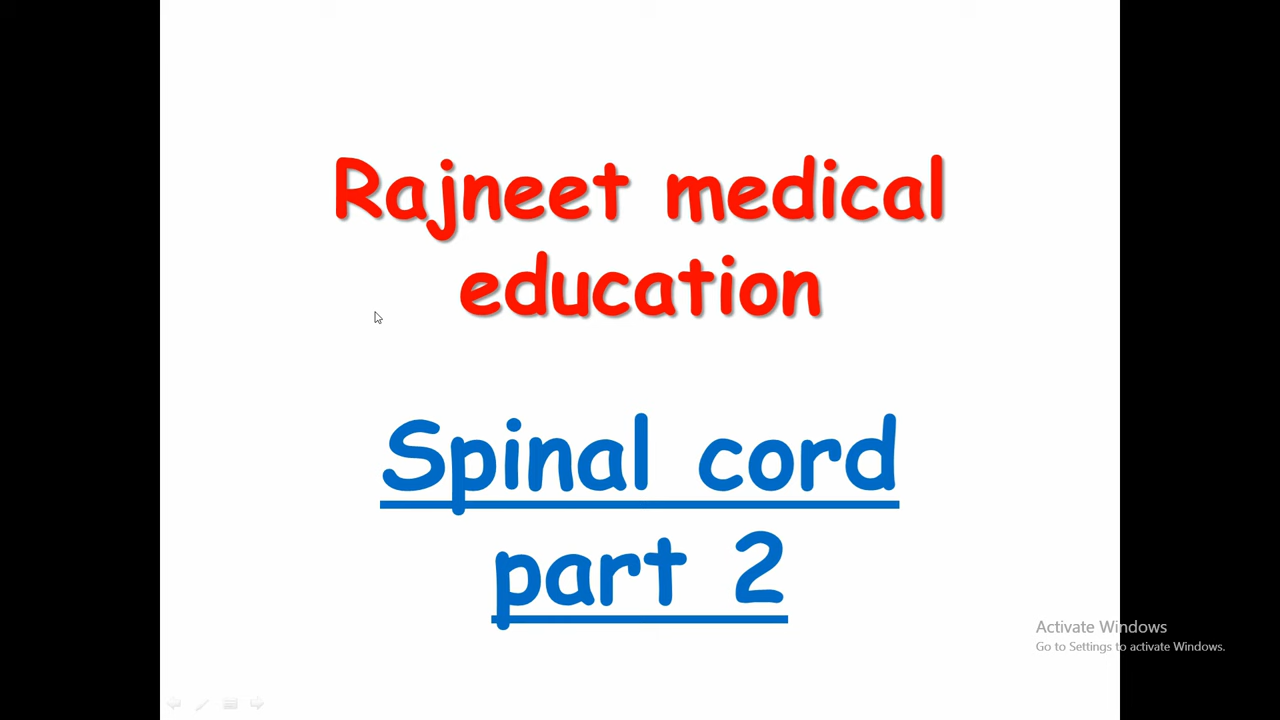 Rajneet medical
education
Spinal cord
part 2
Activate Windows
Go to Settings to activate Windows.